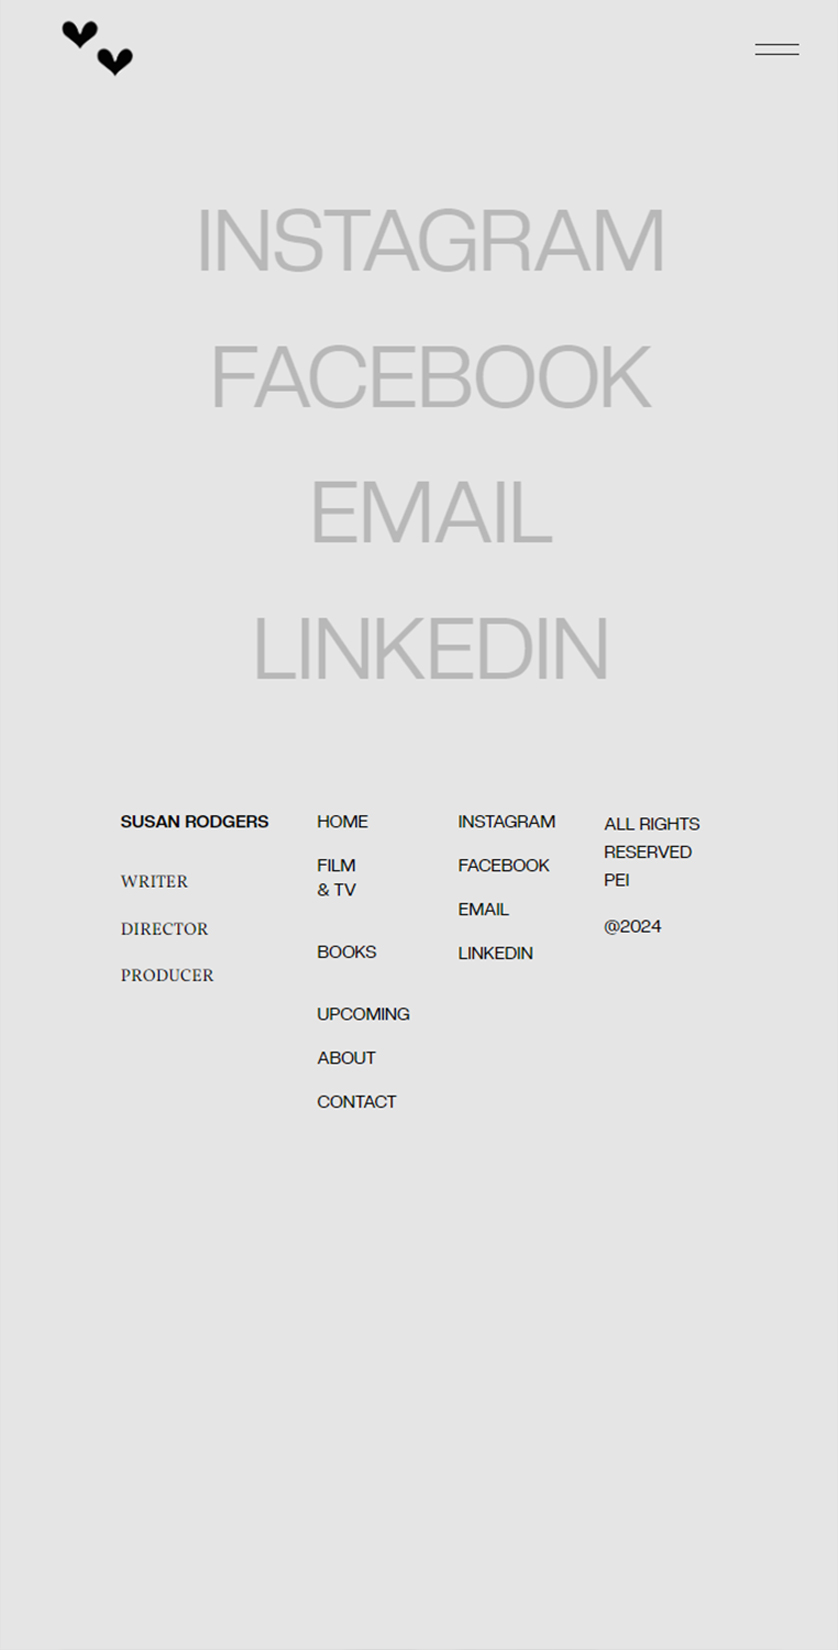 INSTAGRAM
FACEBOOK
EMAIL
LINKEDIN
SUSAN RODGERS
WRITER
DIRECTOR
PRODUCER
HOME
FILM
& TV
BOOKS
UPCOMING
ABOUT
CONTACT
INSTAGRAM
FACEBOOK
EMAIL
LINKEDIN
ALL RIGHTS
RESERVED
PEI
@2024